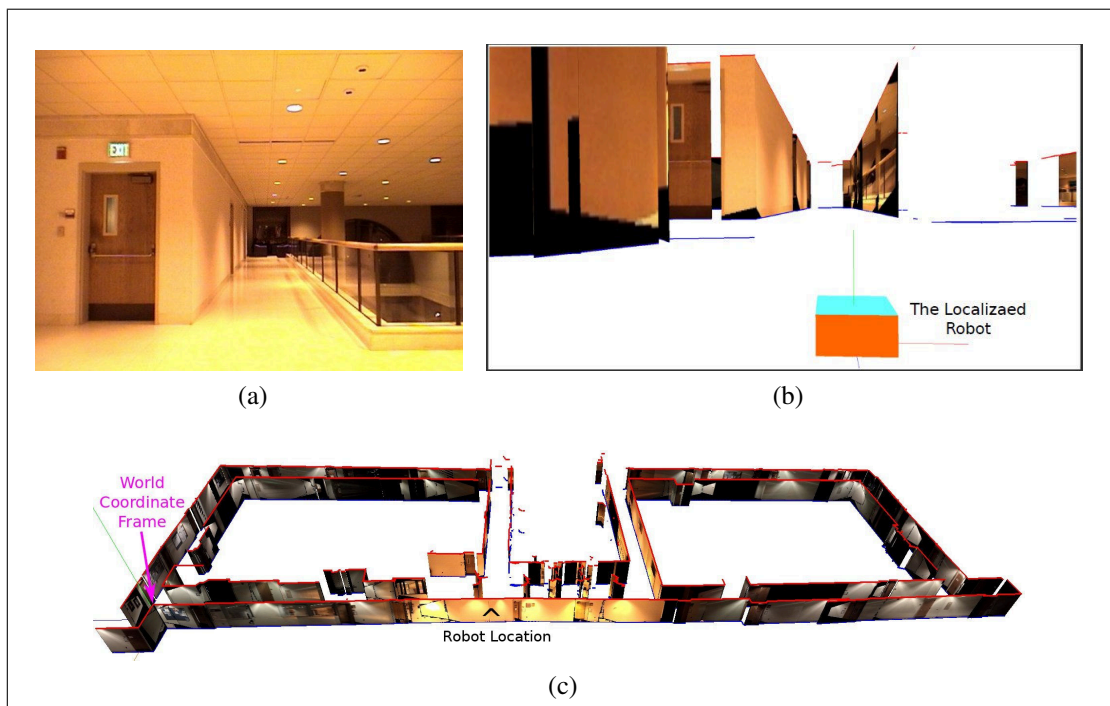 EXIT
The Localizaed
Robot
(a)
(b)
World
Coordinate
Frame
Robot Location
(c)